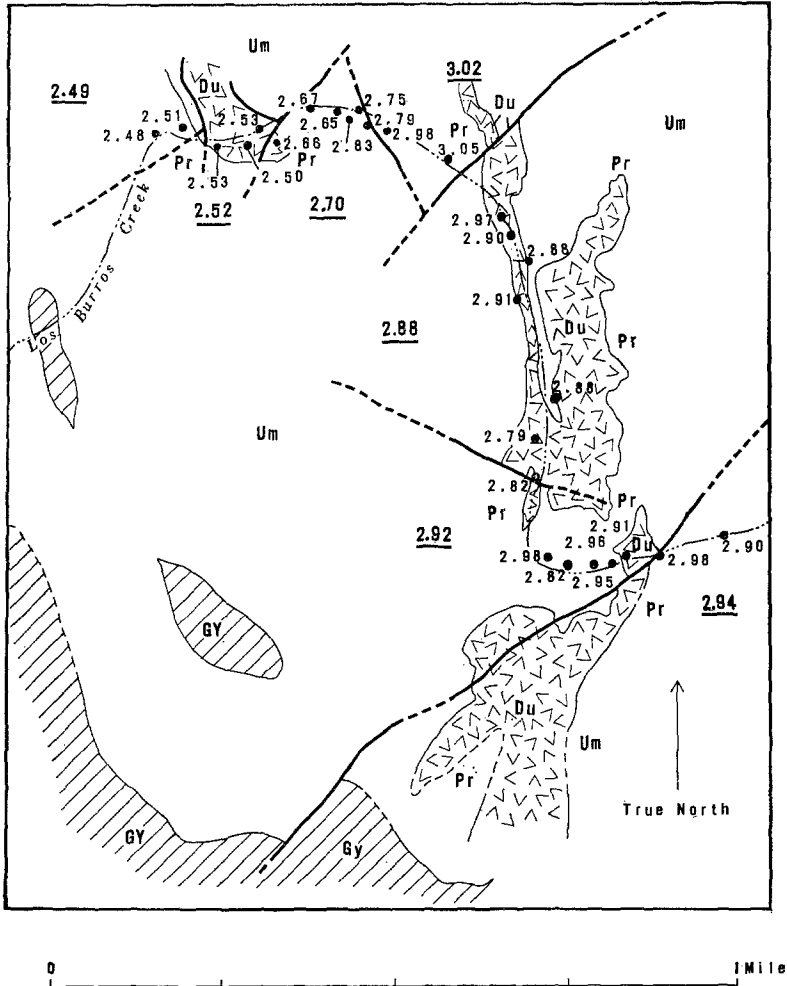 Um
3.02
2.49
Du
Du
2.67
2.75
Um
2.51
2.53
2.65
2.79
2.48
2.83
2.98
Pr
3.05
Pr
2.66
Pr
Pr
2.53
2.50
2.52
2.70
2.97
2.90
2.88
Los Burros Creek
2.91
2.88
Du
Pr
2.88
Um
2.79
2.82
Pr
Pr
2.91
2.92
2.96
Du
2.90
2.98
2.98
2.82
2.95
2.94
Pr
GY
Du
Um
Pr
True North
GY
Gy
0
1 Mile